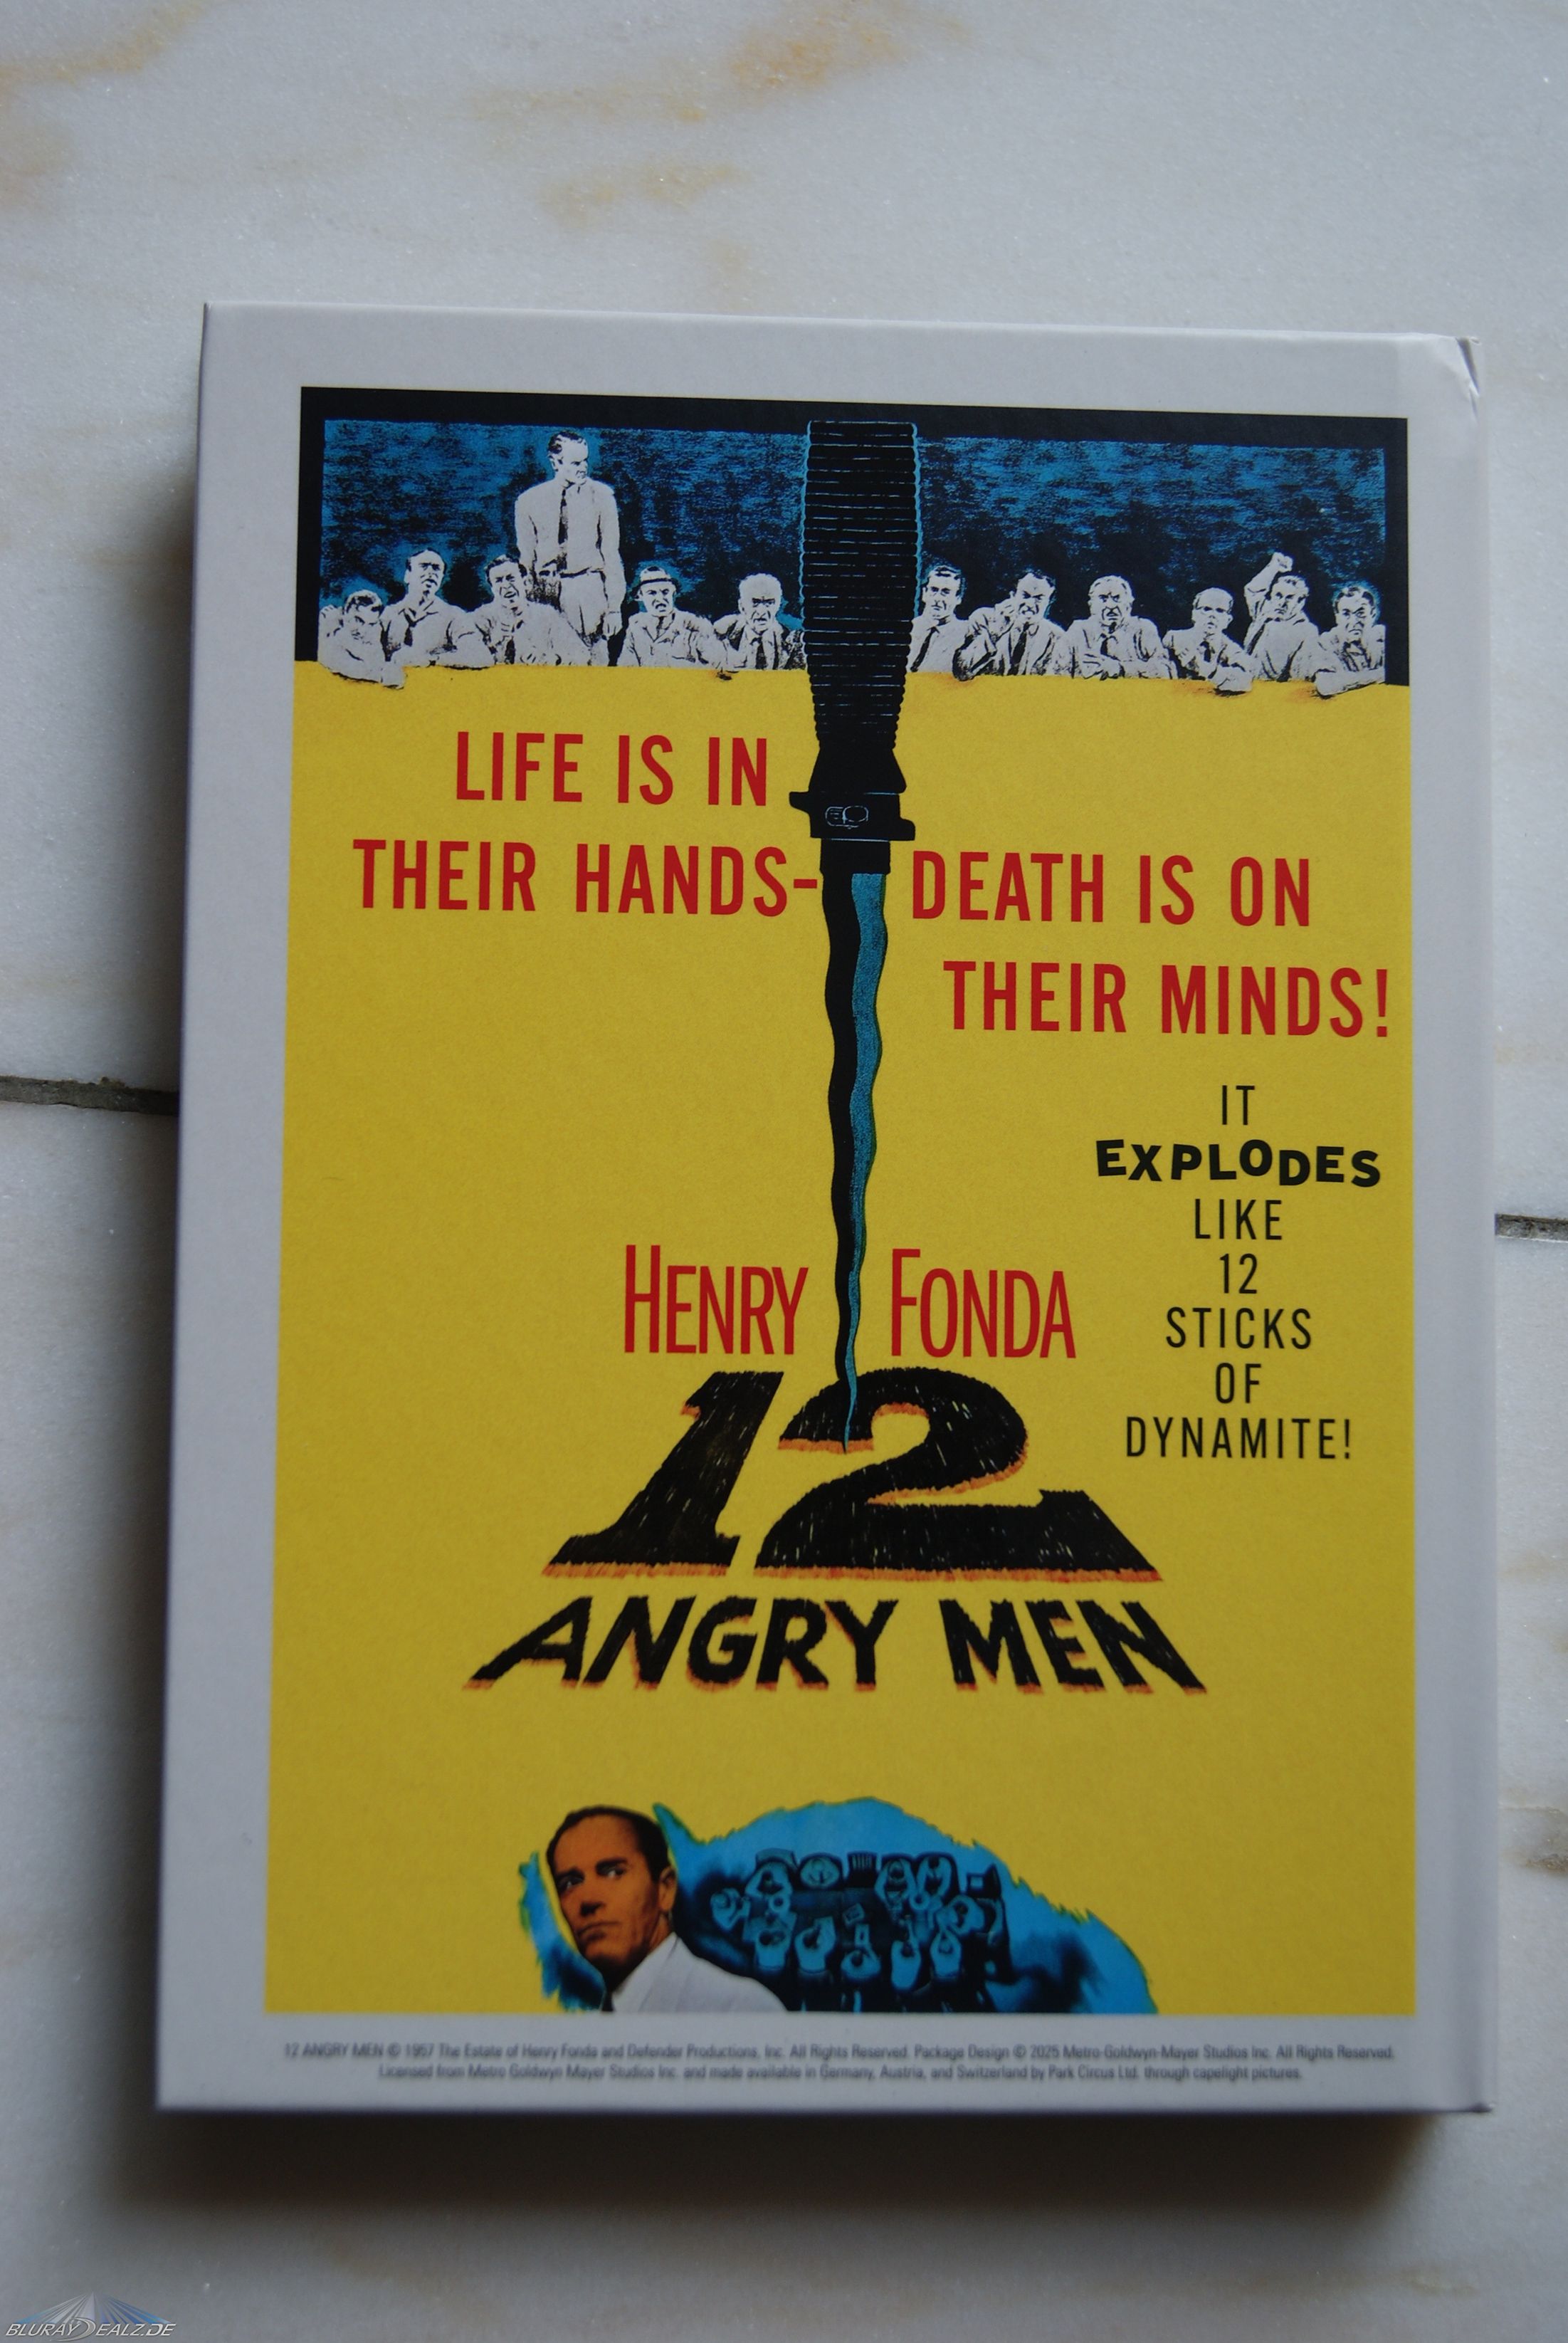 LIFE IS IN
THEIR HANDS-
DEATH IS ON
THEIR MINDS!
IT
EXPLODES
LIKE
12
STICKS
OF
DYNAMITE!
HENRY FONDA
12
ANGRY MEN
12 ANGRY MEN © 1957 The Estate of Henry Fonda and Defender Productions, Inc. All Rights Reserved. Package Design © 2025 Metro-Goldwyn-Mayer Studios Inc. All Rights Reserved.
Licensed from Metro Goldwyn Mayer Studios Inc. and made available in Germany, Austria, and Switzerland by Park Circus Ltd. through capelight pictures.
BLURAYDEALZ.DE